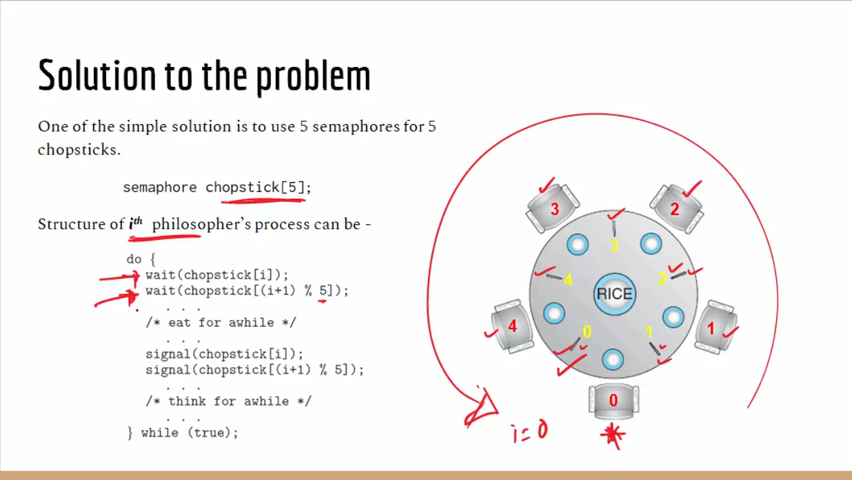 Solution to the problem
One of the simple solution is to use 5 semaphores for 5
chopsticks.
semaphore chopstick[5];
Structure of ith philosopher's process can be -
do {
wait(chopstick[i]);
wait(chopstick[(i+1) % 5]);
. . .
/* eat for awhile */
. . .
signal(chopstick[i]);
signal(chopstick[(i+1) % 5]);
. . .
/* think for awhile */
. . .
} while (true);
3
2
3
4
2
RICE
4
1
0
1
0
i=0